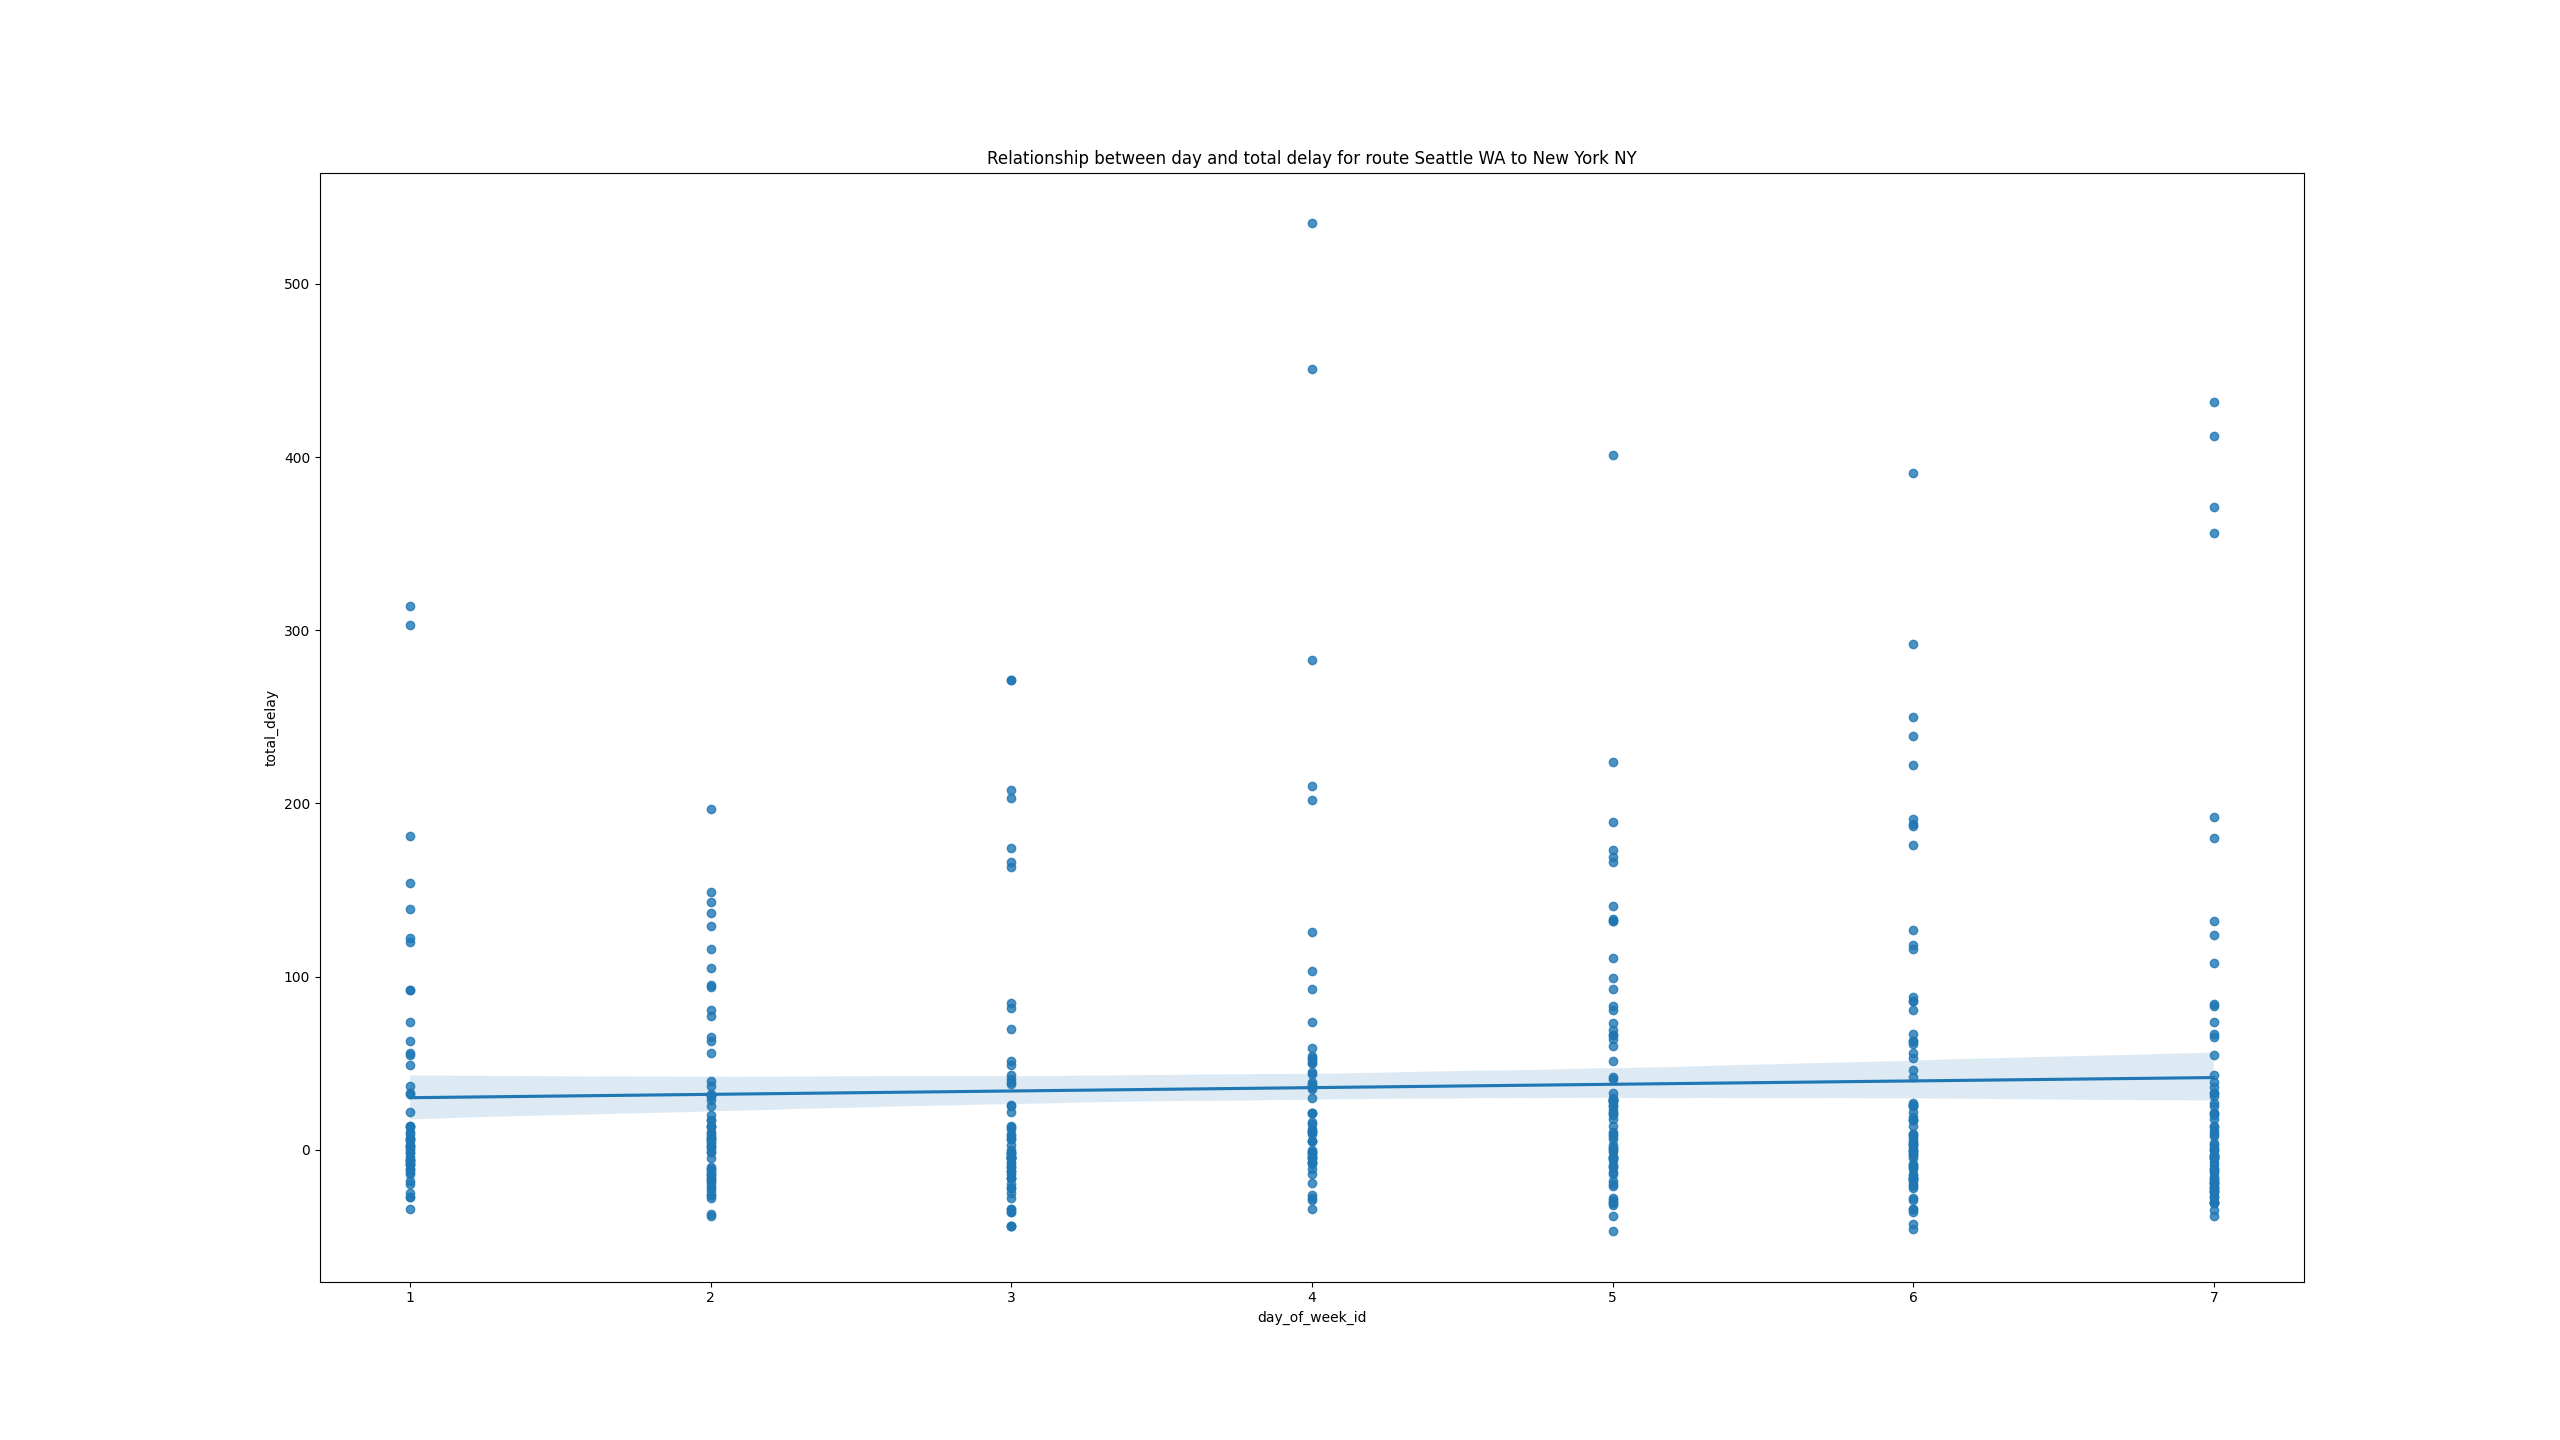 Relationship between day and total delay for route Seattle WA to New York NY
500
400
300
200
100
0
total_delay
1 2 3 4 5 6 7
day_of_week_id